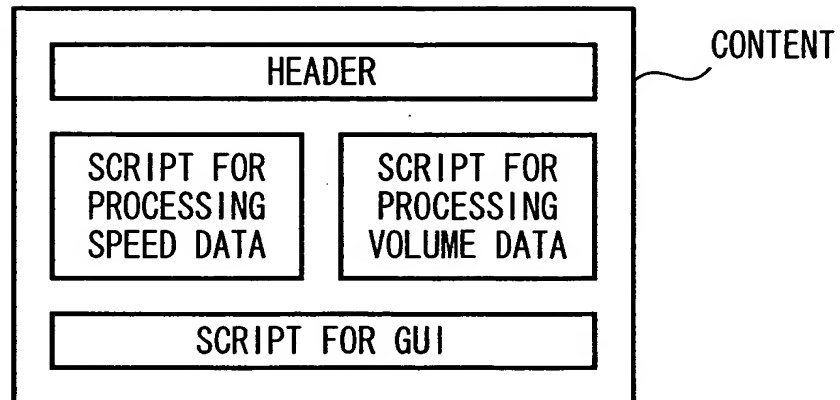 CONTENT
HEADER
SCRIPT FOR
PROCESSING
SPEED DATA
SCRIPT FOR
PROCESSING
VOLUME DATA
SCRIPT FOR GUI